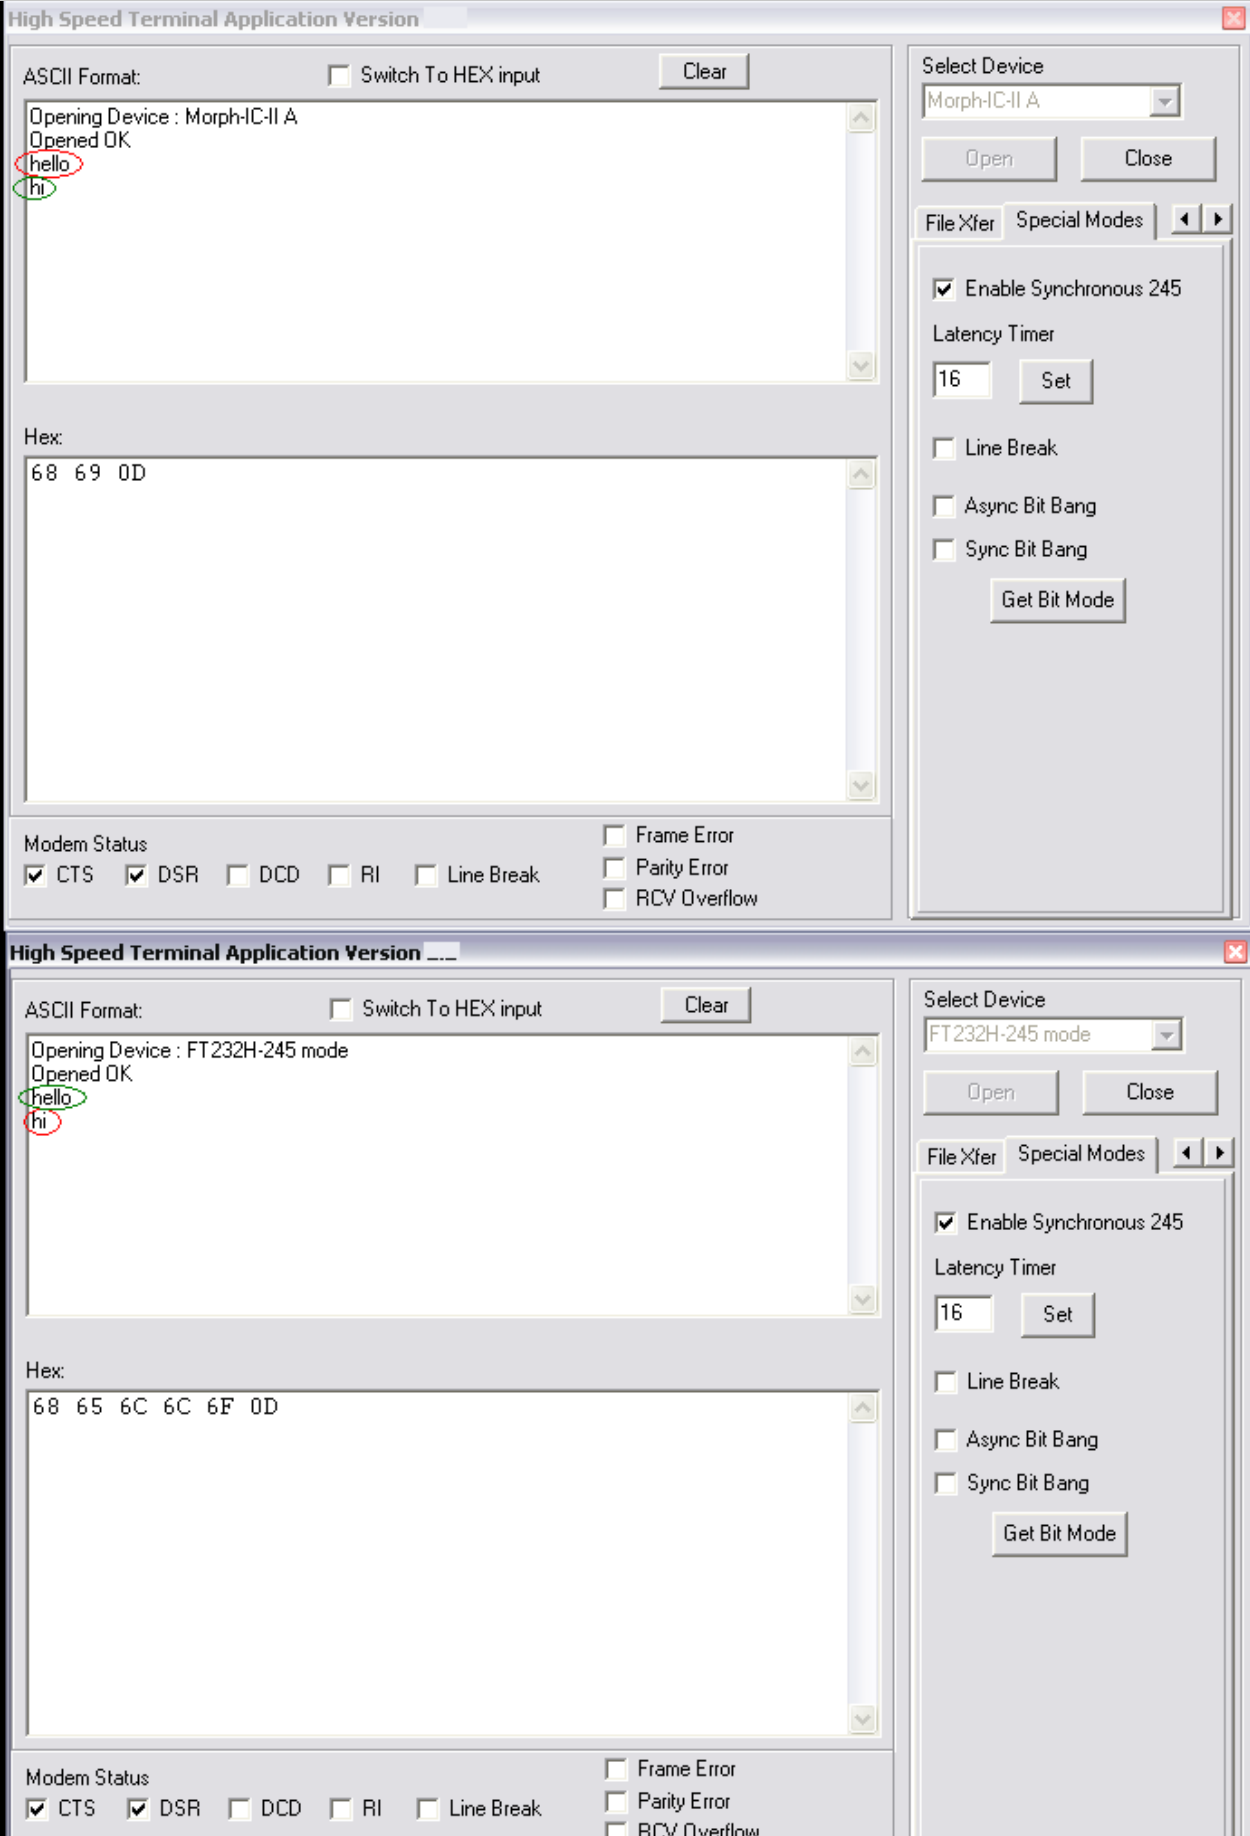 High Speed Terminal Application Version
ASCII Format:
Switch To HEX input
Clear
Opening Device : Morph-IC-II A
Opened OK
hello
hi
Hex:
68 69 0D
Modem Status
CTS
DSR
DCD
RI
Line Break
Frame Error
Parity Error
RCV Overflow
Select Device
Morph-IC-II A
Open
Close
File Xfer
Special Modes
Enable Synchronous 245
Latency Timer
16
Set
Line Break
Async Bit Bang
Sync Bit Bang
Get Bit Mode
High Speed Terminal Application Version
ASCII Format:
Switch To HEX input
Clear
Opening Device : FT232H-245 mode
Opened OK
hello
hi
Hex:
68 65 6C 6C 6F 0D
Modem Status
CTS
DSR
DCD
RI
Line Break
Frame Error
Parity Error
RCV Overflow
Select Device
FT232H-245 mode
Open
Close
File Xfer
Special Modes
Enable Synchronous 245
Latency Timer
16
Set
Line Break
Async Bit Bang
Sync Bit Bang
Get Bit Mode